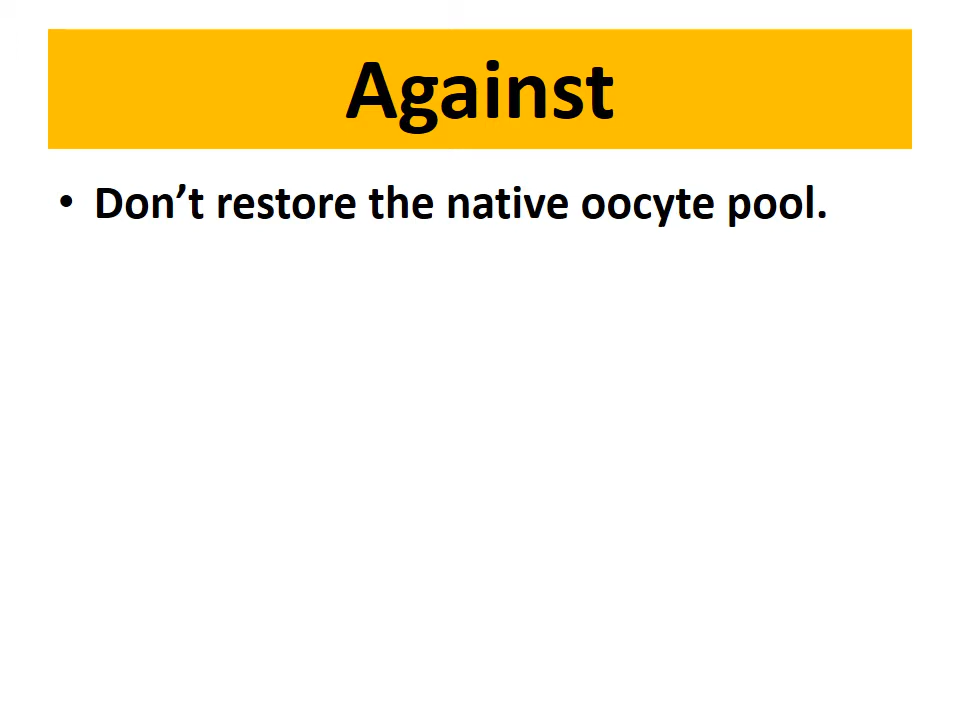 Against
• Don’t restore the native oocyte pool.